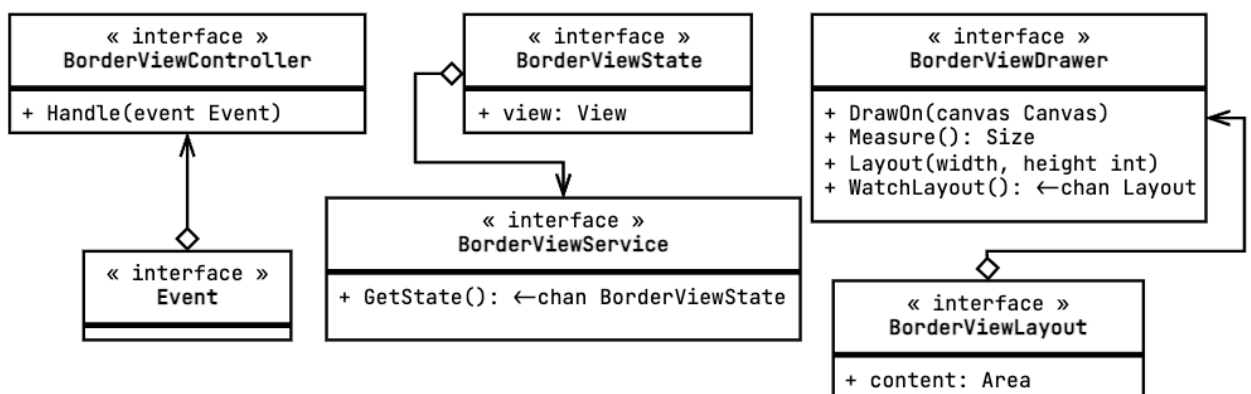 « interface »
BorderViewController
+ Handle(event Event)
« interface »
BorderViewState
+ view: View
« interface »
BorderViewDrawer
+ DrawOn(canvas Canvas)
+ Measure(): Size
+ Layout(width, height int)
+ WatchLayout(): <-chan Layout
« interface »
Event
« interface »
BorderViewService
+ GetState(): <-chan BorderViewState
« interface »
BorderViewLayout
+ content: Area